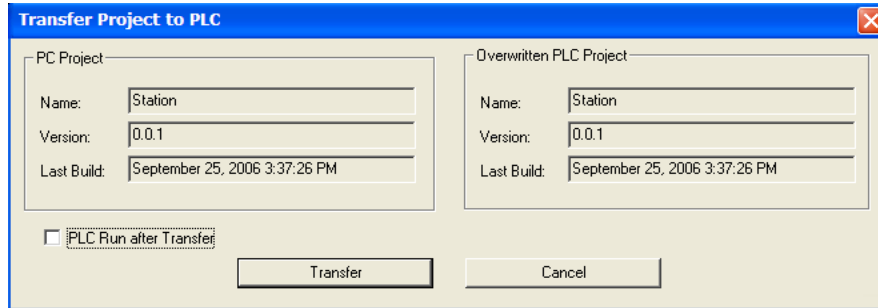 Transfer Project to PLC
PC Project
Name: Station
Version: 0.0.1
Last Build: September 25, 2006 3:37:26 PM
Overwritten PLC Project
Name: Station
Version: 0.0.1
Last Build: September 25, 2006 3:37:26 PM
PLC Run after Transfer
Transfer Cancel